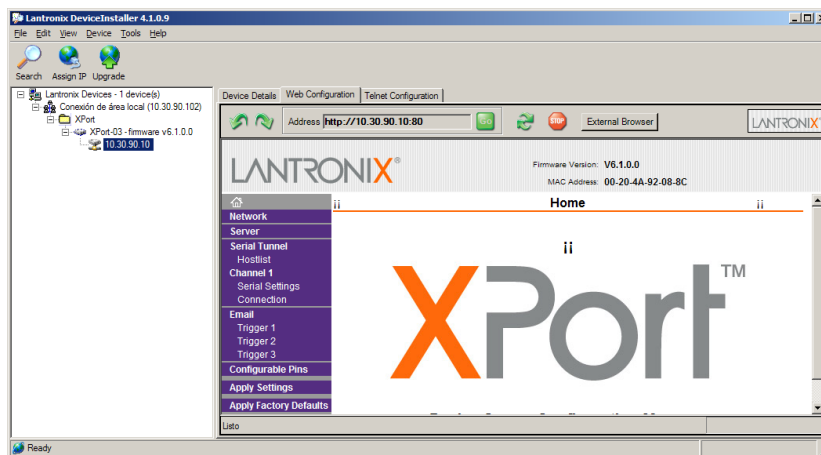 Lantronix DeviceInstaller 4.1.0.9
File Edit View Device Tools Help
Search Assign IP Upgrade
Lantronix Devices - 1 device(s)
Conexión de área local (10.30.90.102)
XPort
XPort-03 - firmware v6.1.0.0
10.30.90.10
Device Details Web Configuration Telnet Configuration
Address http://10.30.90.10:80 GO STOP External Browser LANTRONIX
LANTRONIX®
Firmware Version: V6.1.0.0
MAC Address: 00-20-4A-92-08-8C
¡¡ Home ¡¡
Network
Server
Serial Tunnel
Hostlist
Channel 1
Serial Settings
Connection
Email
Trigger 1
Trigger 2
Trigger 3
Configurable Pins
Apply Settings
Apply Factory Defaults
¡¡
XPort™
Listo
Ready